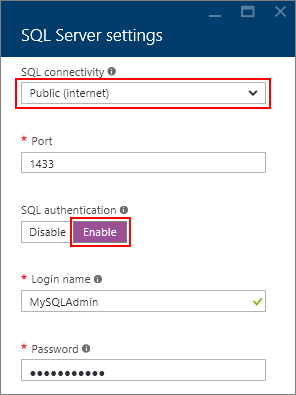 SQL Server settings
SQL connectivity
Public (internet)
* Port
1433
SQL authentication
Disable Enable
* Login name
MySQLAdmin
* Password
●●●●●●●●●●●